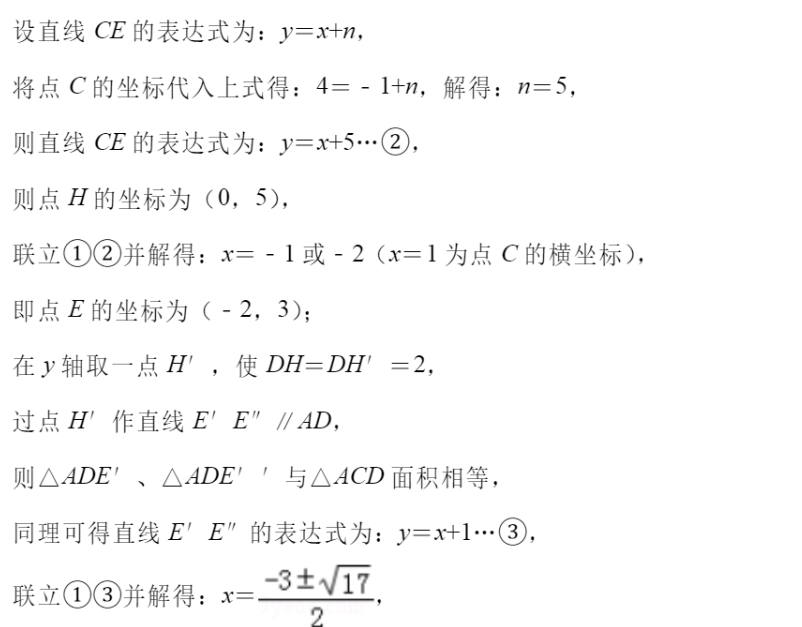 设直线 CE 的表达式为：y=x+n，
将点 C 的坐标代入上式得：4=﹣1+n，解得：n=5，
则直线 CE 的表达式为：y=x+5…②，
则点 H 的坐标为（0，5），
联立①②并解得：x=﹣1 或﹣2（x=1 为点 C 的横坐标），
即点 E 的坐标为（﹣2，3）；
在 y 轴取一点 H′ ，使 DH=DH′ =2，
过点 H′ 作直线 E′ E″ ∥AD，
则△ADE′ 、△ADE′ ′ 与△ACD 面积相等，
同理可得直线 E′ E″ 的表达式为：y=x+1…③，
联立①③并解得：x=(-3±√17)/2，